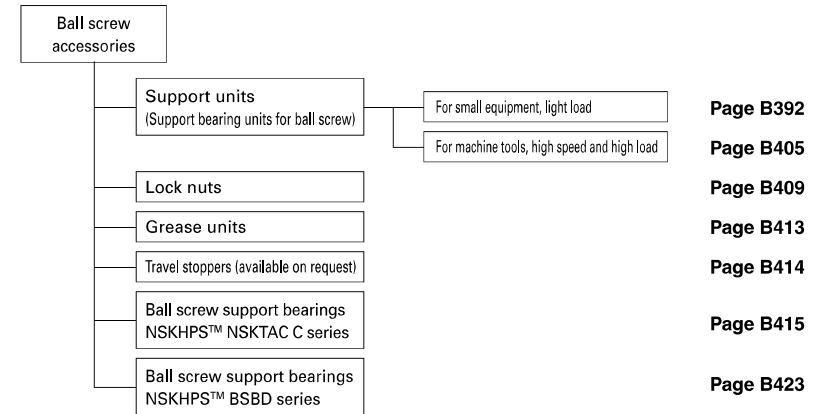 Ball screw
accessories
Support units
(Support bearing units for ball screw)
For small equipment, light load
Page B392
For machine tools, high speed and high load
Page B405
Lock nuts
Page B409
Grease units
Page B413
Travel stoppers (available on request)
Page B414
Ball screw support bearings
NSKHPS™ NSKTAC C series
Page B415
Ball screw support bearings
NSKHPS™ BSBD series
Page B423